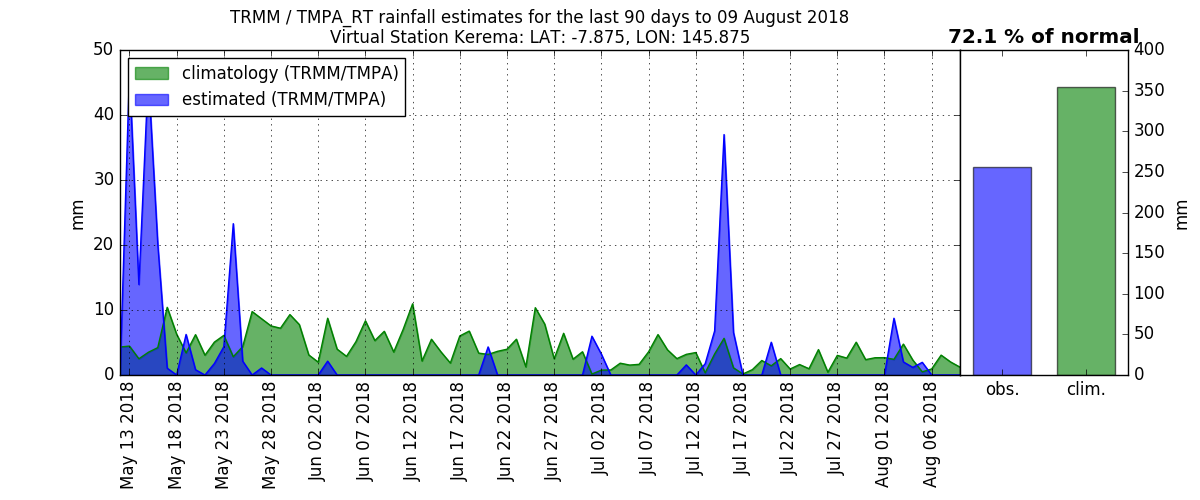 TRMM / TMPA_RT rainfall estimates for the last 90 days to 09 August 2018
Virtual Station Kerema: LAT: -7.875, LON: 145.875
72.1 % of normal
climatology (TRMM/TMPA)
estimated (TRMM/TMPA)
50
40
30
20
10
0
mm
May 13 2018
May 18 2018
May 23 2018
May 28 2018
Jun 02 2018
Jun 07 2018
Jun 12 2018
Jun 17 2018
Jun 22 2018
Jun 27 2018
Jul 02 2018
Jul 07 2018
Jul 12 2018
Jul 17 2018
Jul 22 2018
Jul 27 2018
Aug 01 2018
Aug 06 2018
obs.
clim.
400
350
300
250
200
150
100
50
0
mm